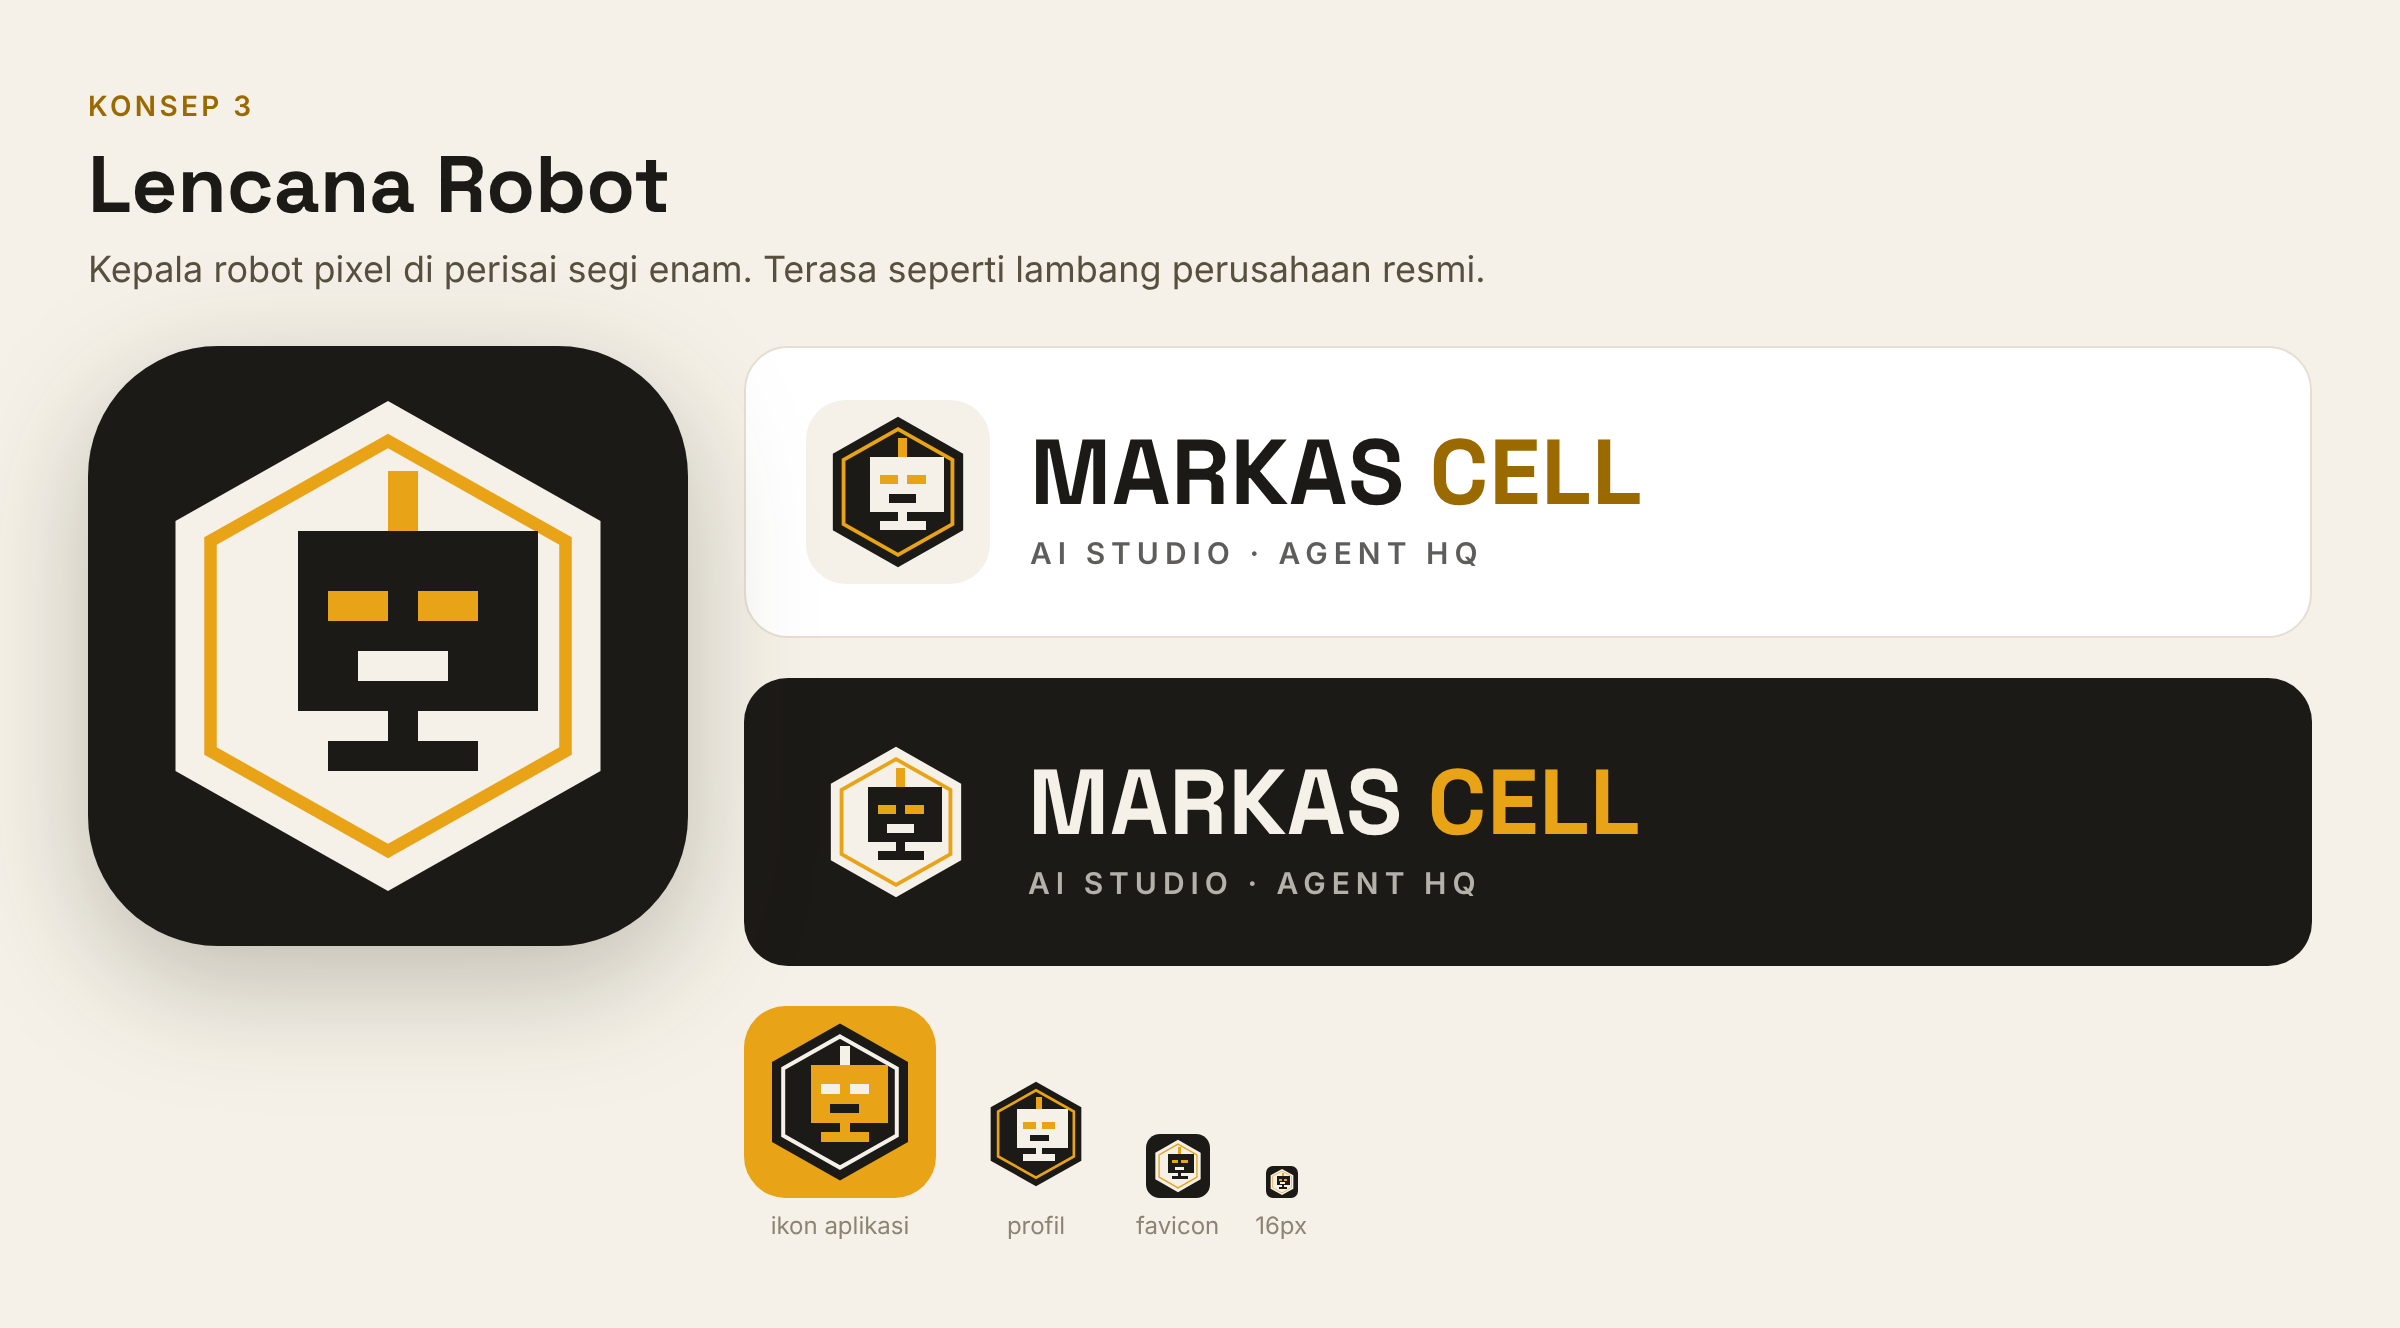 KONSEP 3
Lencana Robot
Kepala robot pixel di perisai segi enam. Terasa seperti lambang perusahaan resmi.
MARKAS CELL
AI STUDIO · AGENT HQ
MARKAS CELL
AI STUDIO · AGENT HQ
ikon aplikasi
profil
favicon
16px